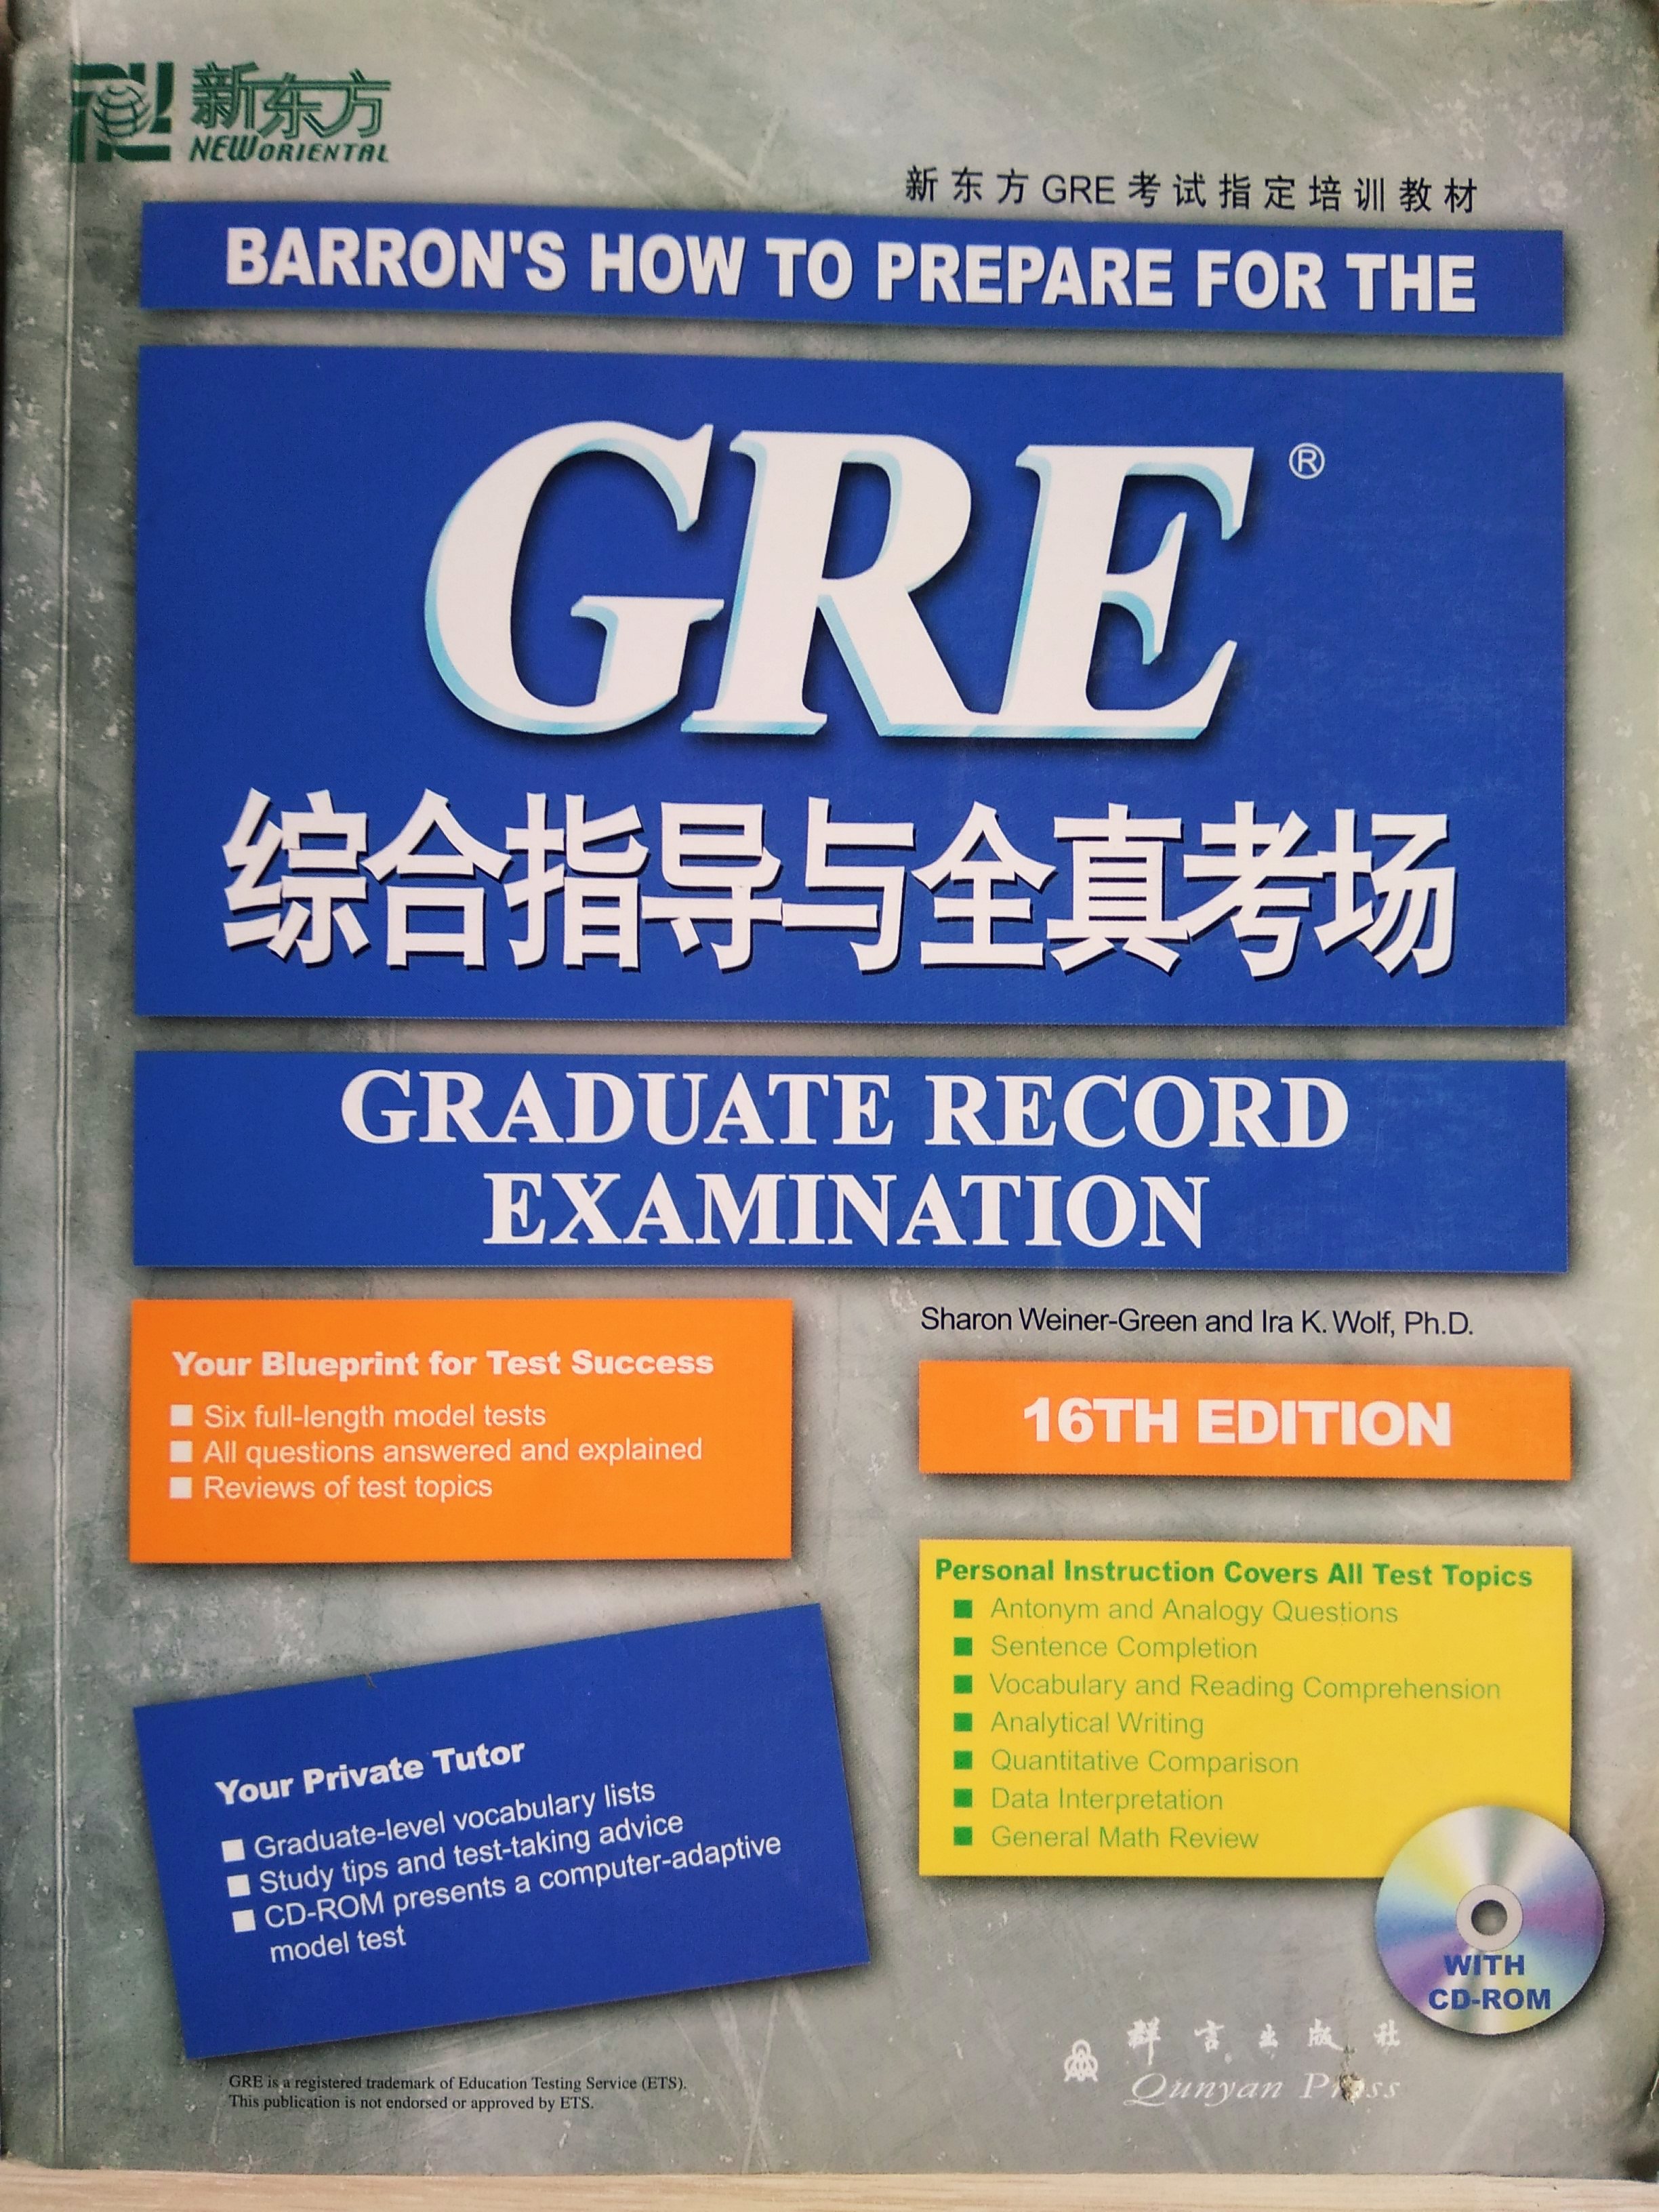 新东方
NEW ORIENTAL
新东方GRE考试指定培训教材
BARRON'S HOW TO PREPARE FOR THE
GRE®
综合指导与全真考场
GRADUATE RECORD
EXAMINATION
Sharon Weiner-Green and Ira K. Wolf, Ph.D.
Your Blueprint for Test Success
■ Six full-length model tests
■ All questions answered and explained
■ Reviews of test topics
16TH EDITION
Personal Instruction Covers All Test Topics
■ Antonym and Analogy Questions
■ Sentence Completion
■ Vocabulary and Reading Comprehension
■ Analytical Writing
■ Quantitative Comparison
■ Data Interpretation
■ General Math Review
Your Private Tutor
■ Graduate-level vocabulary lists
■ Study tips and test-taking advice
■ CD-ROM presents a computer-adaptive
model test
WITH
CD-ROM
群言出版社
Qunyan Press
GRE is a registered trademark of Education Testing Service (ETS).
This publication is not endorsed or approved by ETS.